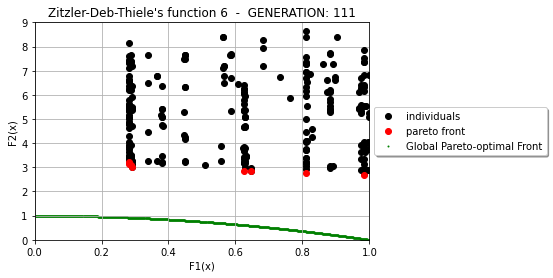 Zitzler-Deb-Thiele's function 6 - GENERATION: 111
9
8
7
6
5
4
3
2
1
0
F2(x)
0.0 0.2 0.4 0.6 0.8 1.0
F1(x)
individuals
pareto front
Global Pareto-optimal Front